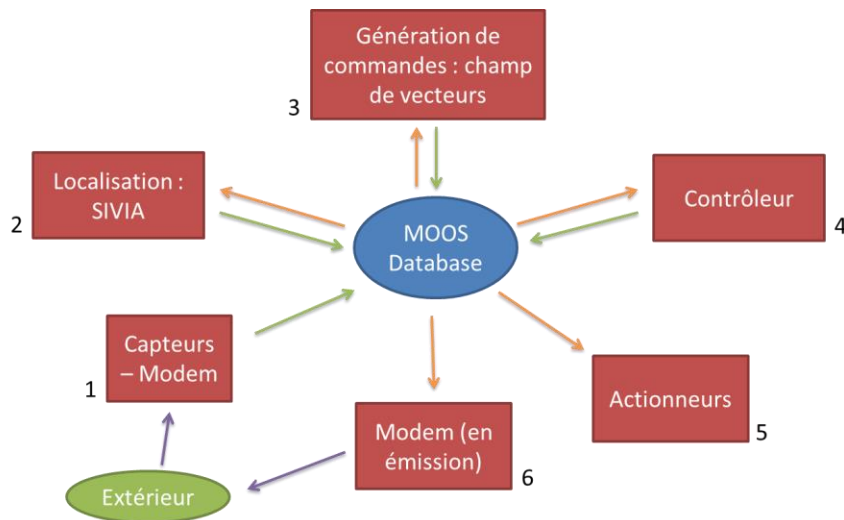 Génération de
commandes : champ
de vecteurs
3
Localisation :
SIVIA
2
Contrôleur
4
MOOS
Database
Capteurs
– Modem
1
Actionneurs
5
Modem (en
émission)
6
Extérieur